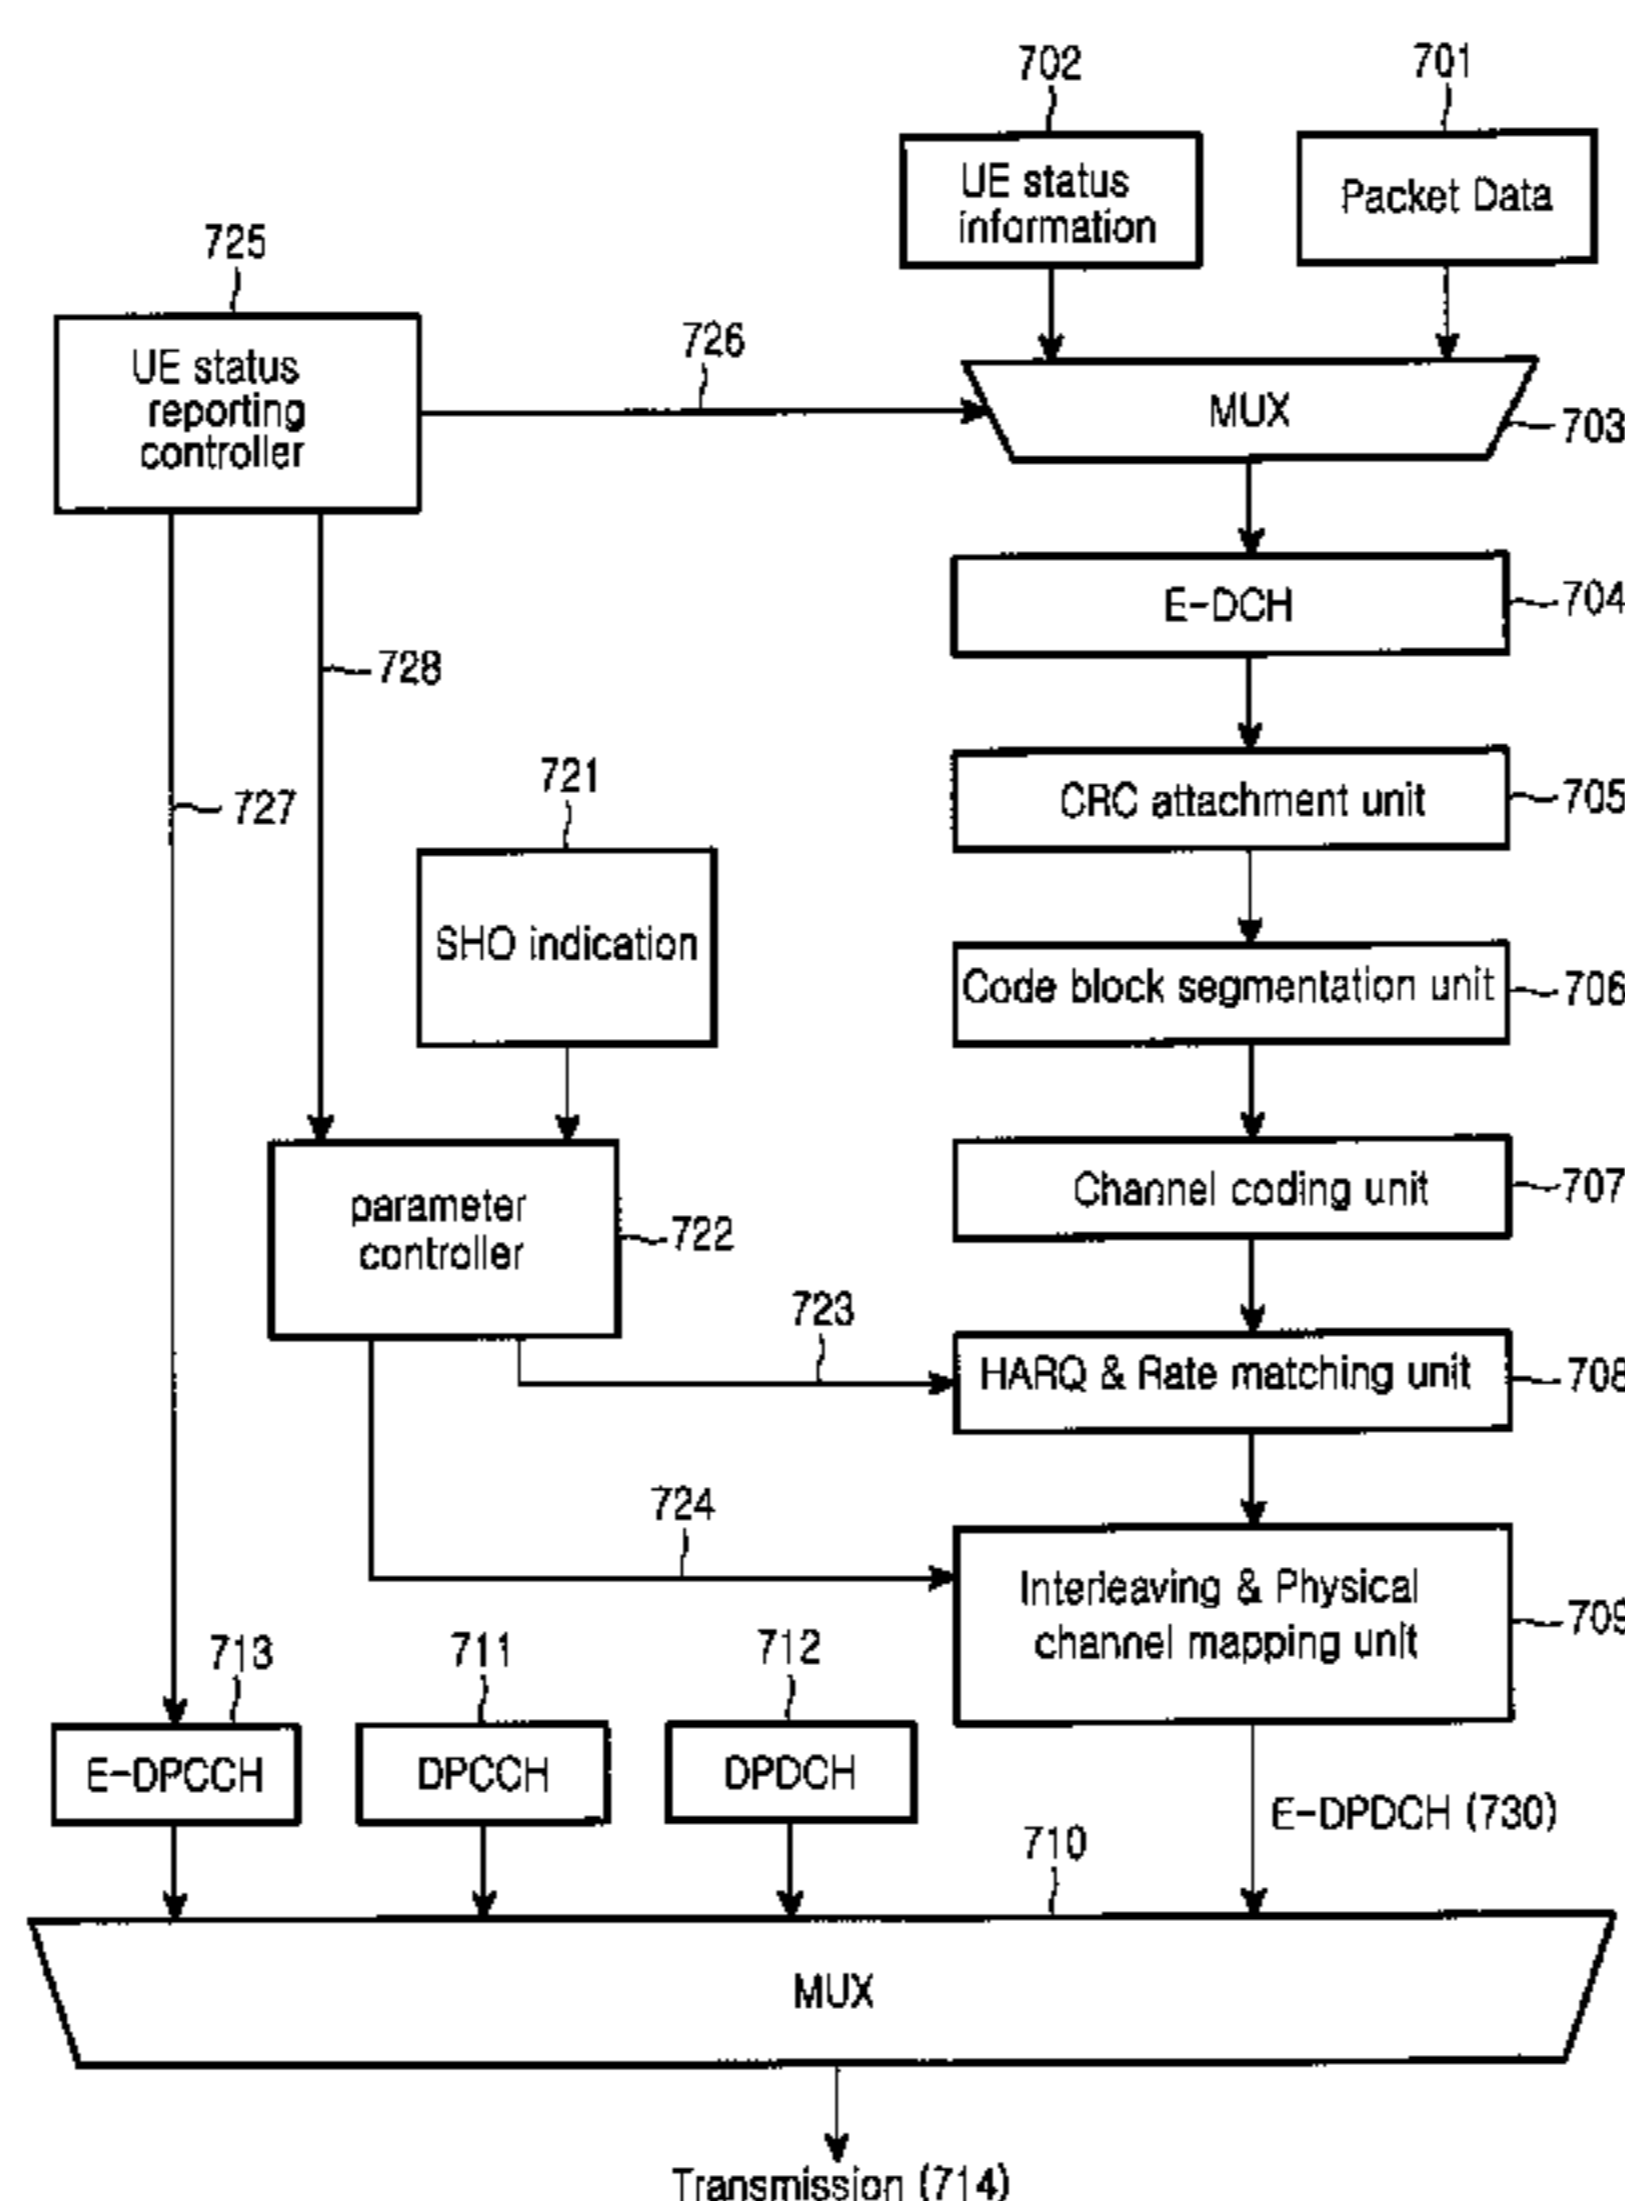 702
701
UE status
information
Packet Data
725
UE status
reporting
controller
726
MUX
703
E-DCH
704
728
CRC attachment unit
705
727
721
SHO indication
Code block segmentation unit
706
Channel coding unit
707
parameter
controller
722
723
HARQ & Rate matching unit
708
724
Interleaving & Physical
channel mapping unit
709
713
711
712
E-DPCCH
DPCCH
DPDCH
E-DPDCH (730)
710
MUX
Transmission (714)